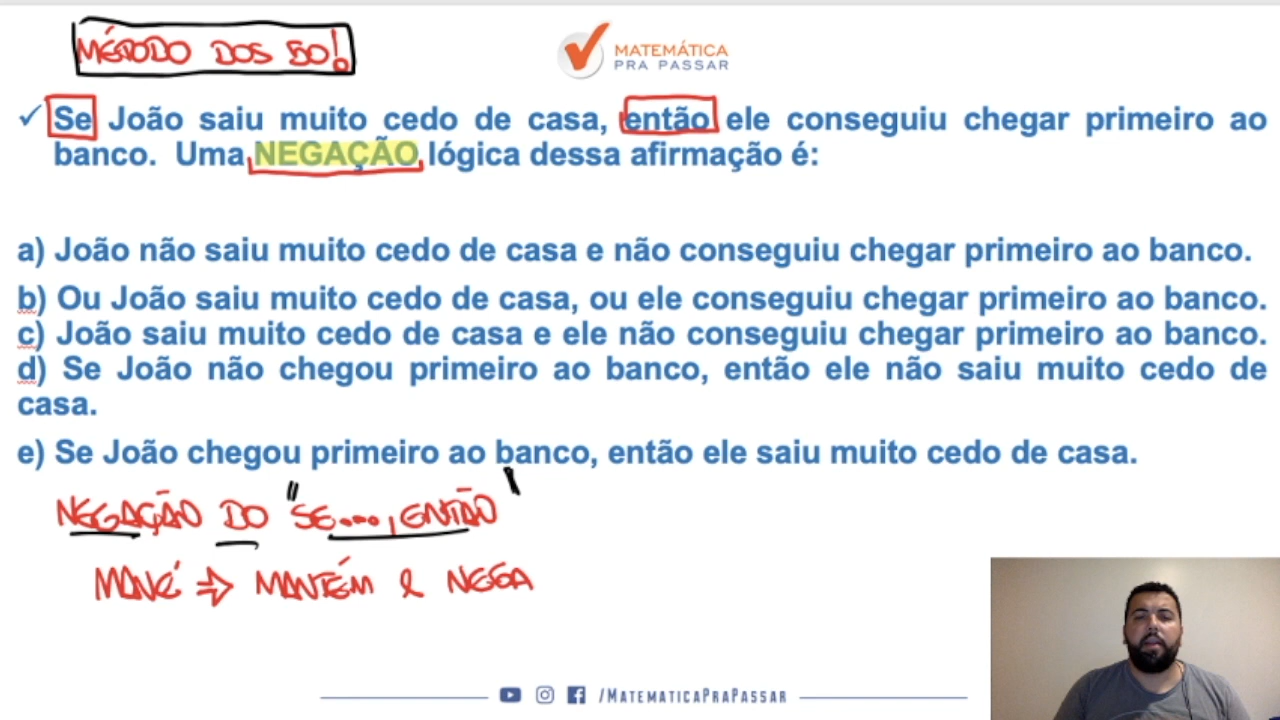 MÉTODO DOS 50!
MATEMÁTICA
PRA PASSAR
✓ Se João saiu muito cedo de casa, então ele conseguiu chegar primeiro ao
banco. Uma NEGAÇÃO lógica dessa afirmação é:
a) João não saiu muito cedo de casa e não conseguiu chegar primeiro ao banco.
b) Ou João saiu muito cedo de casa, ou ele conseguiu chegar primeiro ao banco.
c) João saiu muito cedo de casa e ele não conseguiu chegar primeiro ao banco.
d) Se João não chegou primeiro ao banco, então ele não saiu muito cedo de
casa.
e) Se João chegou primeiro ao banco, então ele saiu muito cedo de casa.
NEGAÇÃO DO "SE...,ENTÃO"
MANÉ ⇒ MANTÉM & NEGA
/MATEMATICAPRAPASSAR